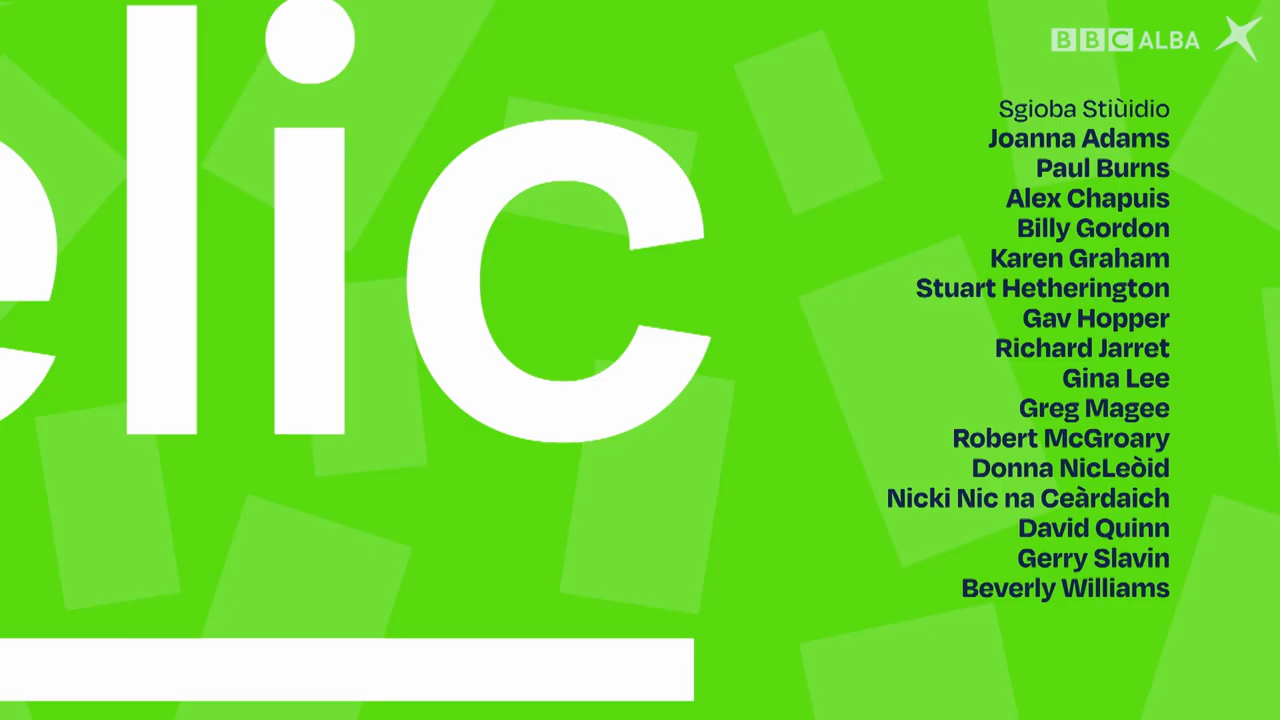 elic
BBC ALBA
Sgioba Stiùidio
Joanna Adams
Paul Burns
Alex Chapuis
Billy Gordon
Karen Graham
Stuart Hetherington
Gav Hopper
Richard Jarret
Gina Lee
Greg Magee
Robert McGroary
Donna NicLeòid
Nicki Nic na Ceàrdaich
David Quinn
Gerry Slavin
Beverly Williams